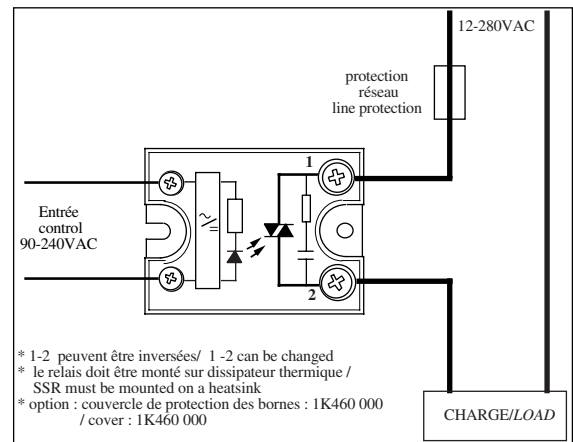 12-280VAC
protection
réseau
line protection
1
Entrée
control
90-240VAC
~/=
2
* 1-2 peuvent être inversées/ 1 -2 can be changed
* le relais doit être monté sur dissipateur thermique /
SSR must be mounted on a heatsink
* option : couvercle de protection des bornes : 1K460 000
/ cover : 1K460 000
CHARGE/LOAD